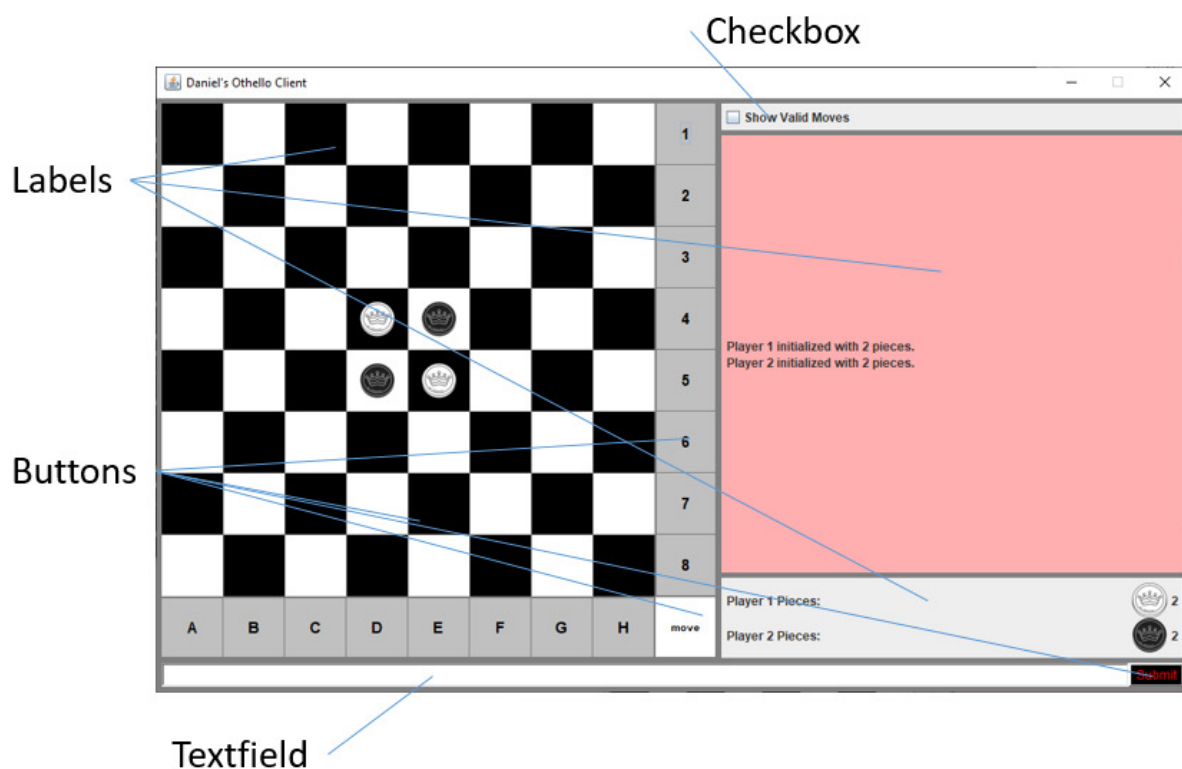 Checkbox
Daniel's Othello Client
Show Valid Moves
Labels
1
2
3
4
5
6
7
8
Player 1 initialized with 2 pieces.
Player 2 initialized with 2 pieces.
Buttons
A B C D E F G H move
Player 1 Pieces: 2
Player 2 Pieces: 2
Submit
Textfield